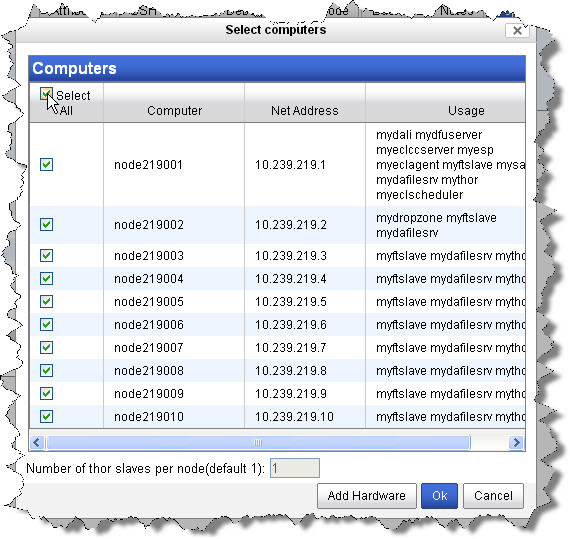 Select computers
Computers
Select
All
Computer
Net Address
Usage
node219001
10.239.219.1
mydali mydfuserver
myeclccserver myesp
myeclagent myftslave mysa
mydafilesrv mythor
myeclscheduler
node219002
10.239.219.2
mydropzone myftslave
mydafilesrv
node219003
10.239.219.3
myftslave mydafilesrv mytho
node219004
10.239.219.4
myftslave mydafilesrv mytho
node219005
10.239.219.5
myftslave mydafilesrv mytho
node219006
10.239.219.6
myftslave mydafilesrv mytho
node219007
10.239.219.7
myftslave mydafilesrv mytho
node219008
10.239.219.8
myftslave mydafilesrv mytho
node219009
10.239.219.9
myftslave mydafilesrv mytho
node219010
10.239.219.10
myftslave mydafilesrv mytho
Number of thor slaves per node(default 1): 1
Add Hardware
Ok
Cancel